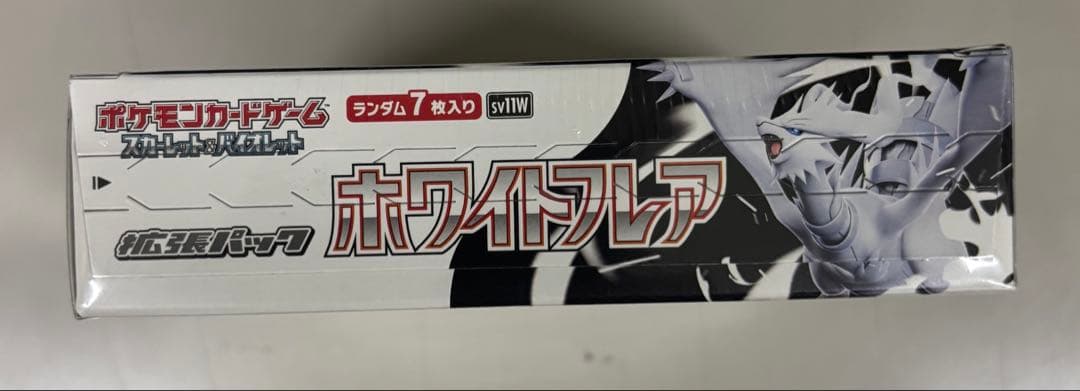 ポケモンカードゲーム
スカーレット&バイオレット
ランダム7枚入り
SV11W
拡張パック
ホワイトフレア